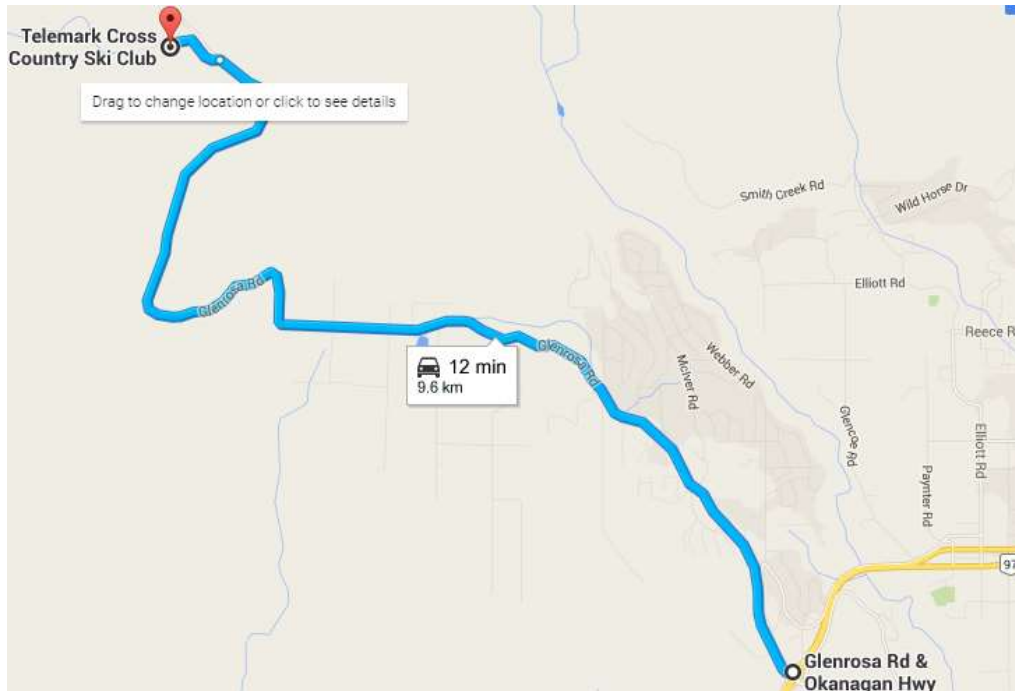 Telemark Cross
Country Ski Club
Drag to change location or click to see details
Smith Creek Rd
Wild Horse Dr
Elliott Rd
Glenrosa Rd
Reece R
Glenrosa Rd
12 min
9.6 km
McIver Rd
Webber Rd
Glencoe Rd
Elliott Rd
Paynter Rd
97
Glenrosa Rd &
Okanagan Hwy